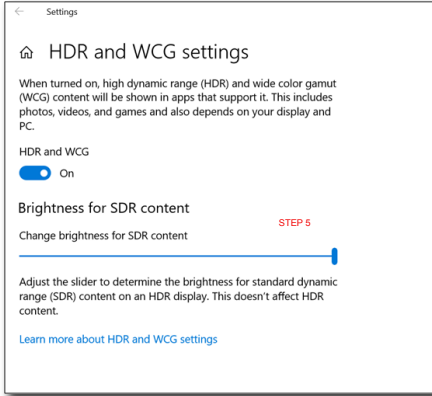 Settings
HDR and WCG settings
When turned on, high dynamic range (HDR) and wide color gamut
(WCG) content will be shown in apps that support it. This includes
photos, videos, and games and also depends on your display and
PC.
HDR and WCG
On
Brightness for SDR content
STEP 5
Change brightness for SDR content
Adjust the slider to determine the brightness for standard dynamic
range (SDR) content on an HDR display. This doesn't affect HDR
content.
Learn more about HDR and WCG settings